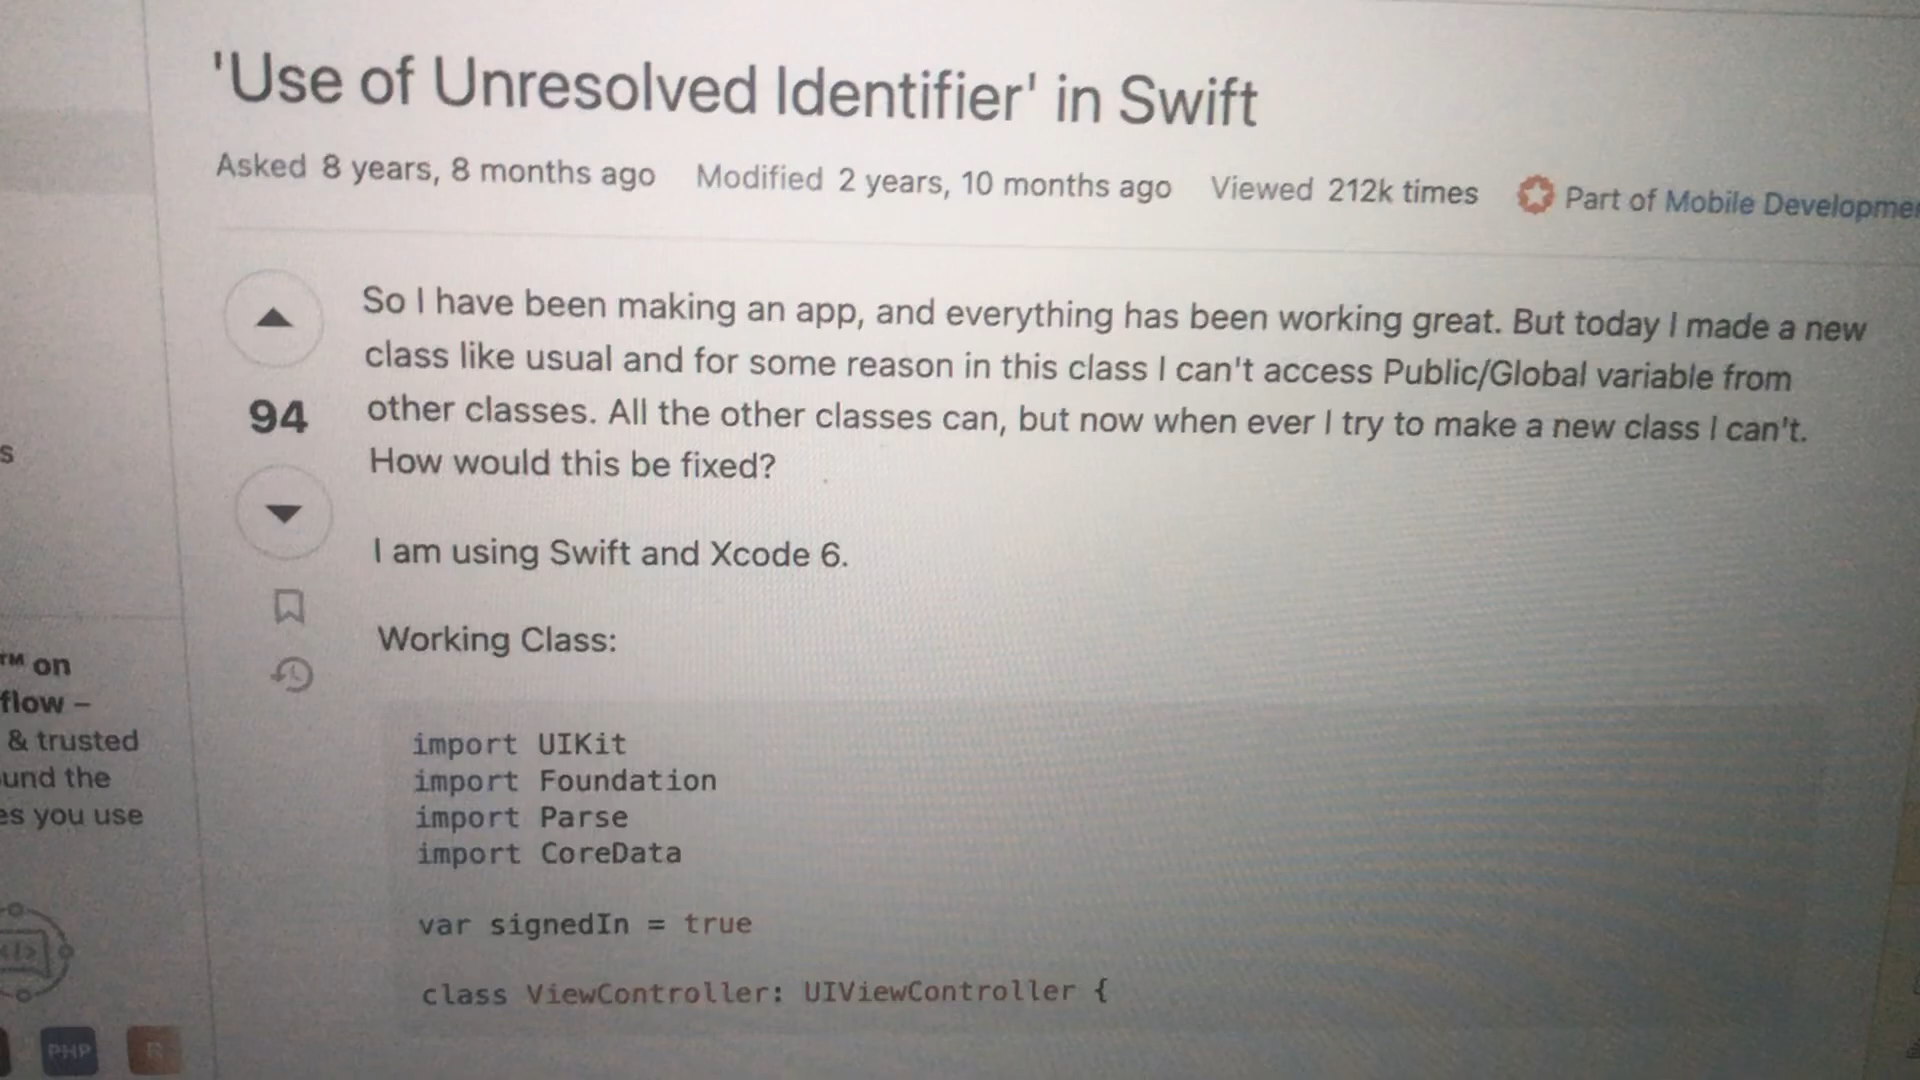 'Use of Unresolved Identifier' in Swift
Asked 8 years, 8 months ago Modified 2 years, 10 months ago Viewed 212k times Part of Mobile
So I have been making an app, and everything has been working great. But today I made a new
class like usual and for some reason in this class I can't access Public/Global variable from
94 other classes. All the other classes can, but now when ever I try to make a new class I can't.
How would this be fixed?
s
I am using Swift and Xcode 6.
Working Class:
™ on
flow –
& trusted
und the
es you use
import UIKit
import Foundation
import Parse
import CoreData
var signedIn = true
</>
class ViewController: UIViewController {
PHP
R